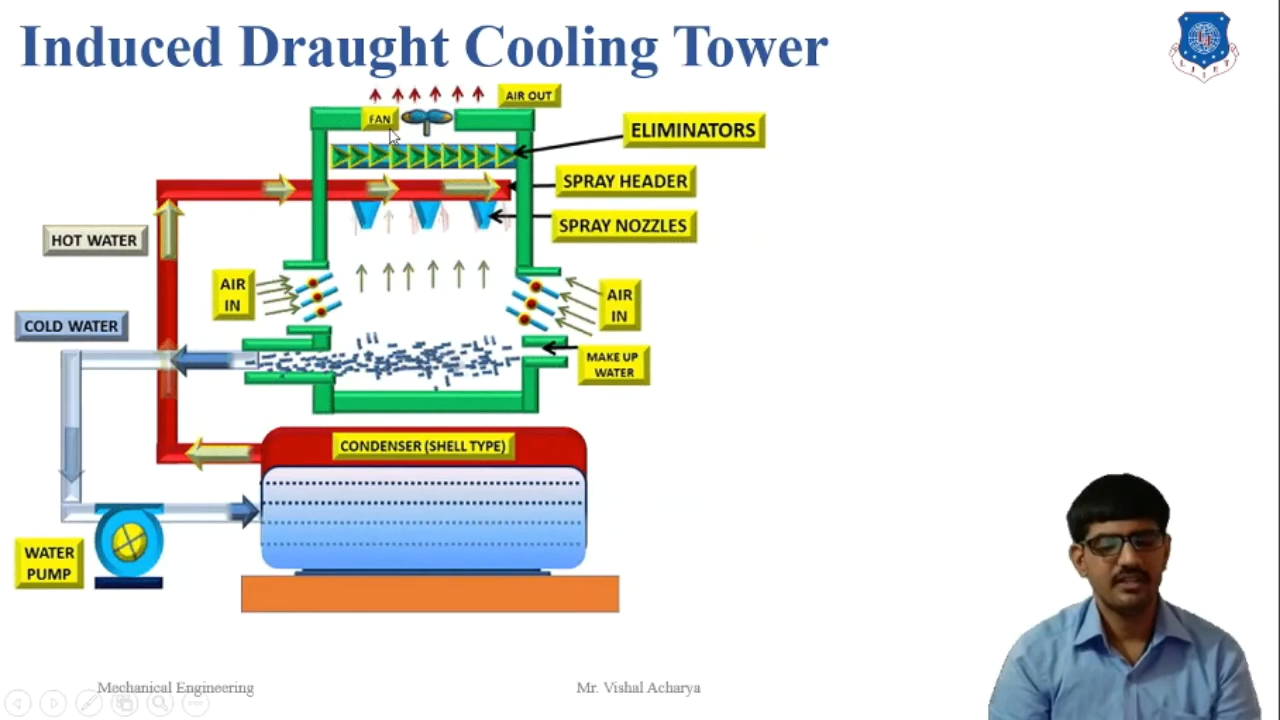 Induced Draught Cooling Tower
LJIET
AIR OUT
FAN
ELIMINATORS
SPRAY HEADER
SPRAY NOZZLES
HOT WATER
AIR
IN
AIR
IN
COLD WATER
MAKE UP
WATER
CONDENSER (SHELL TYPE)
WATER
PUMP
Mechanical Engineering
Mr. Vishal Acharya